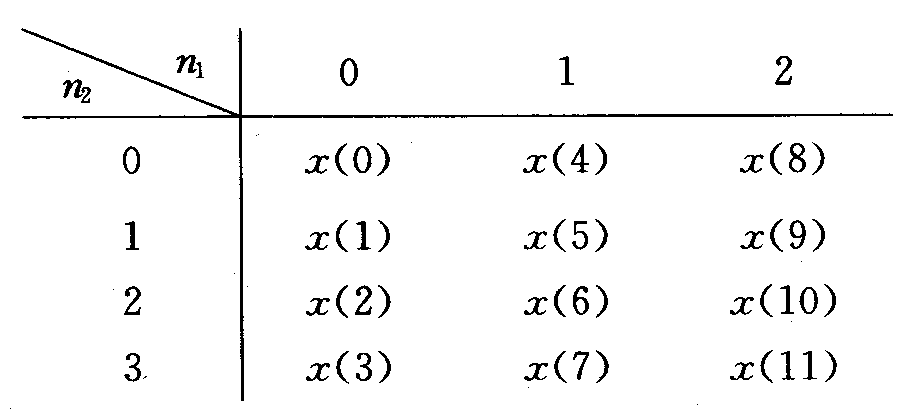 n₂ n₁ 0 1 2
0 x(0) x(4) x(8)
1 x(1) x(5) x(9)
2 x(2) x(6) x(10)
3 x(3) x(7) x(11)